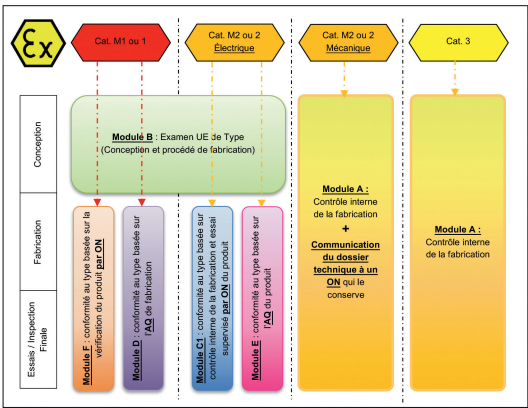 Ex
Cat. M1 ou 1
Cat. M2 ou 2
Électrique
Cat. M2 ou 2
Mécanique
Cat. 3
Conception
Fabrication
Essais / Inspection
Finale
Module B : Examen UE de Type
(Conception et procédé de fabrication)
Module F : conformité au type basée sur la
vérification du produit par ON
Module D : conformité au type basée sur
l'AQ de fabrication
Module C1 : conformité au type basée sur
contrôle interne de la fabrication et essai
supervisé par ON du produit
Module E : conformité au type basée sur
l'AQ du produit
Module A :
Contrôle interne
de la fabrication
+
Communication
du dossier
technique à un
ON qui le
conserve
Module A :
Contrôle interne
de la fabrication